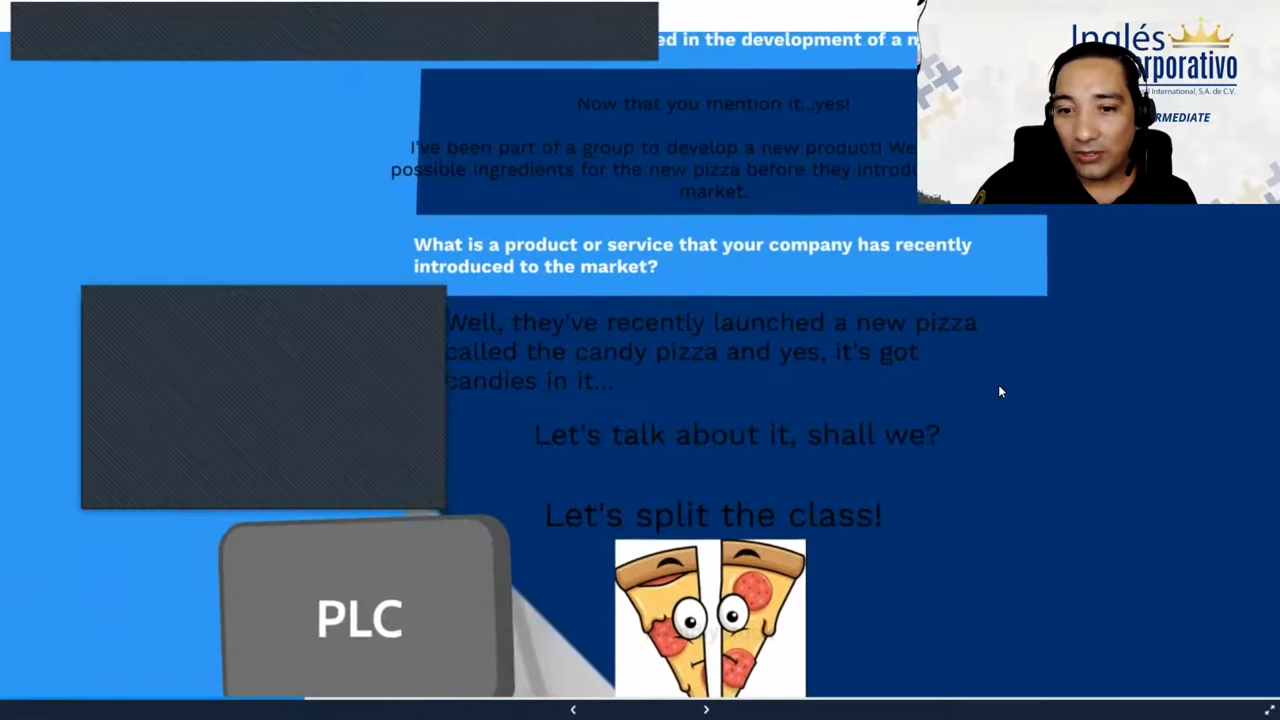 ed in the development of a n
Inglés
rporativo
l International, S.A. de C.V.
RMEDIATE
Now that you mention it...yes!
I've been part of a group to develop a new product! We
possible ingredients for the new pizza before they introdu
market.
What is a product or service that your company has recently
introduced to the market?
Well, they've recently launched a new pizza
called the candy pizza and yes, it's got
candies in it...
Let's talk about it, shall we?
Let's split the class!
PLC